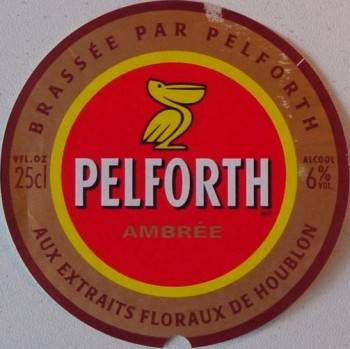 BRASSÉE PAR PELFORTH
9FL.OZ
25cl
ALCOOL
6% VOL.
PELFORTH
AMBRÉE
AUX EXTRAITS FLORAUX DE HOUBLON